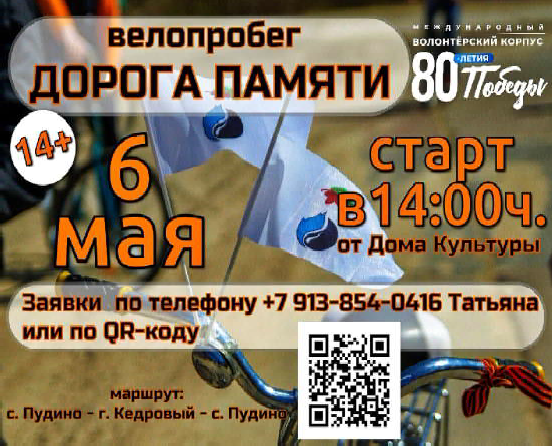 велопробег
ДОРОГА ПАМЯТИ
МЕЖДУНАРОДНЫЙ
ВОЛОНТЁРСКИЙ КОРПУС
80-ЛЕТИЯ
Победы
14+
6
мая
старт
в 14:00ч.
от Дома Культуры
Заявки по телефону +7 913-854-0416 Татьяна
или по QR-коду
маршрут:
с. Пудино - г. Кедровый - с. Пудино